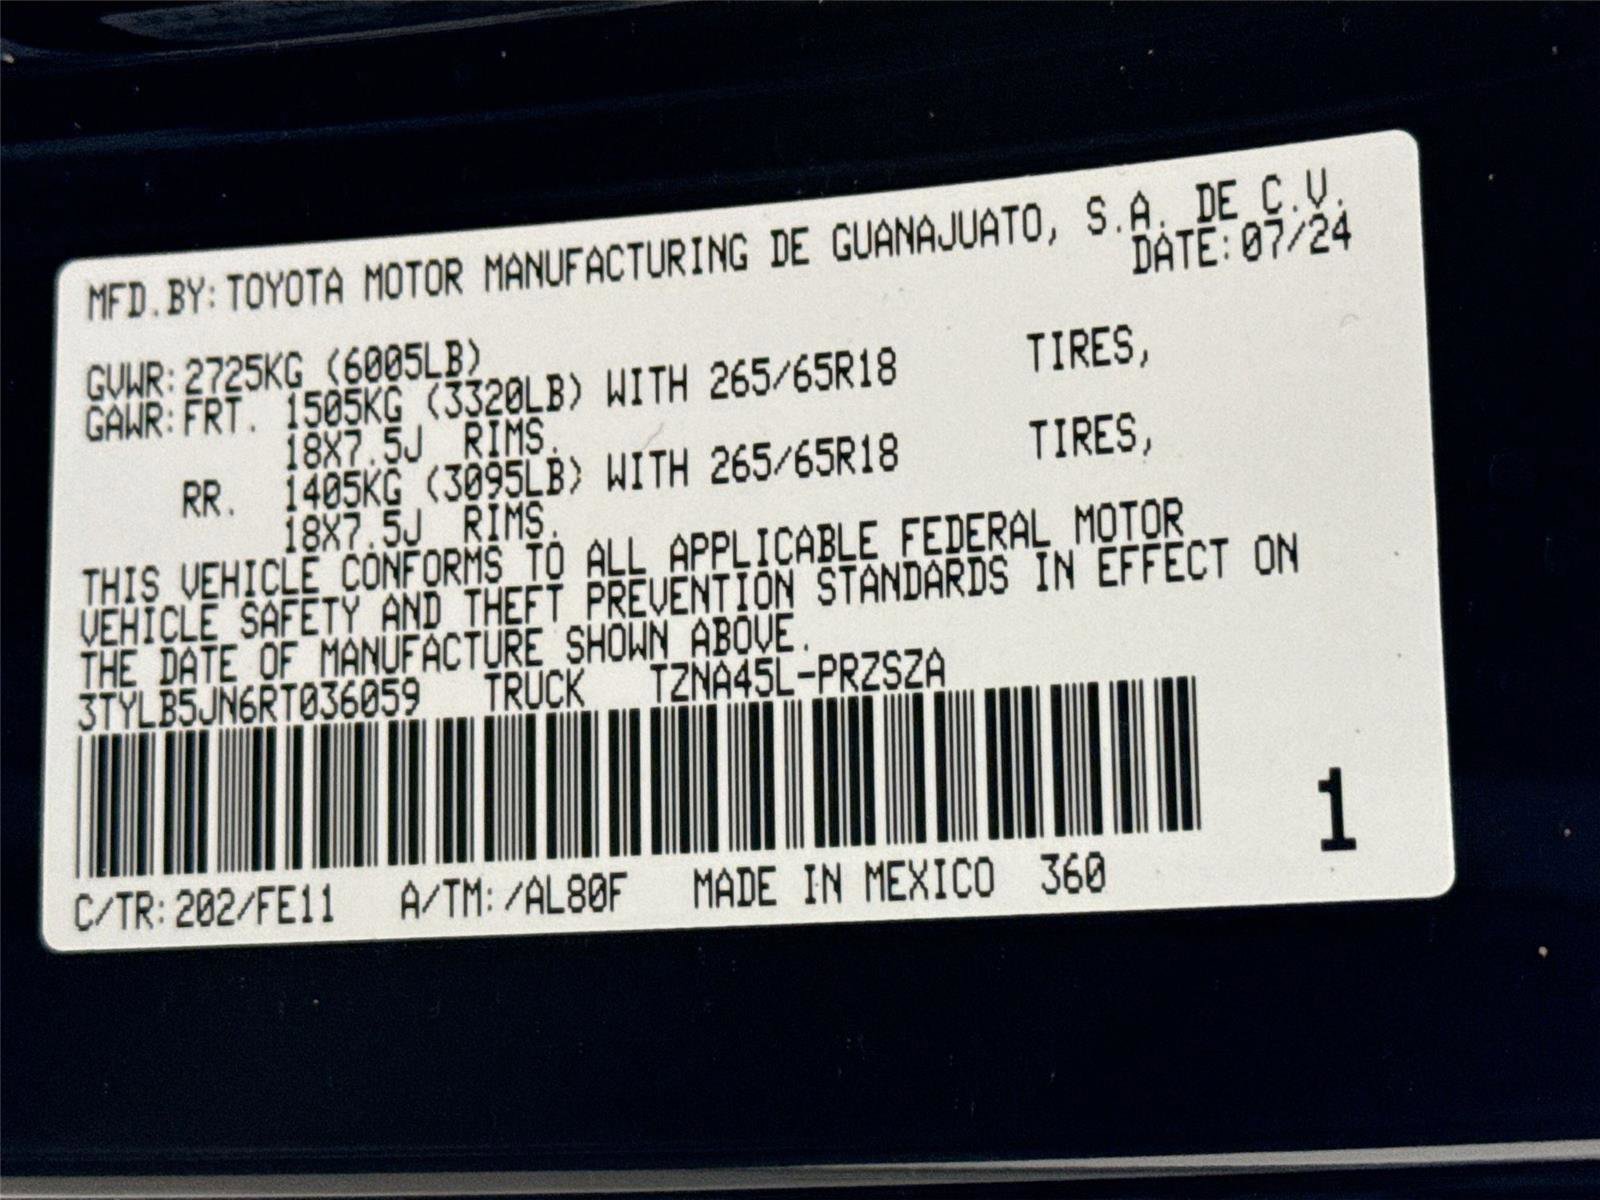 MFD.BY: TOYOTA MOTOR MANUFACTURING DE GUANAJUATO, S.A. DE C.V.
DATE: 07/24
GVWR: 2725KG (6005LB)
GAWR: FRT. 1505KG (3320LB) WITH 265/65R18 TIRES,
18X7.5J RIMS.
RR. 1405KG (3095LB) WITH 265/65R18 TIRES,
18X7.5J RIMS.
THIS VEHICLE CONFORMS TO ALL APPLICABLE FEDERAL MOTOR
VEHICLE SAFETY AND THEFT PREVENTION STANDARDS IN EFFECT ON
THE DATE OF MANUFACTURE SHOWN ABOVE.
3TYLB5JN6RT036059 TRUCK TZNA45L-PRZSZA
1
C/TR: 202/FE11 A/TM: /AL80F MADE IN MEXICO 360